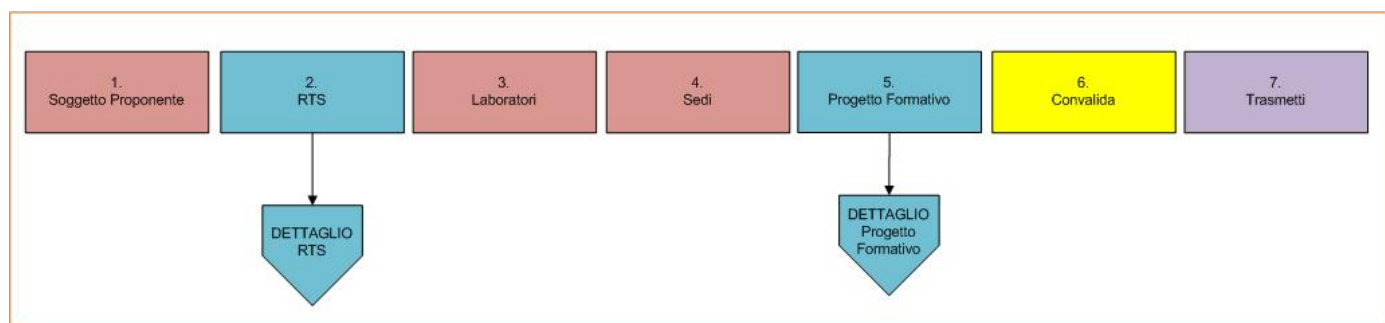 1.
Soggetto Proponente
2.
RTS
3.
Laboratori
4.
Sedi
5.
Progetto Formativo
6.
Convalida
7.
Trasmetti
DETTAGLIO
RTS
DETTAGLIO
Progetto
Formativo